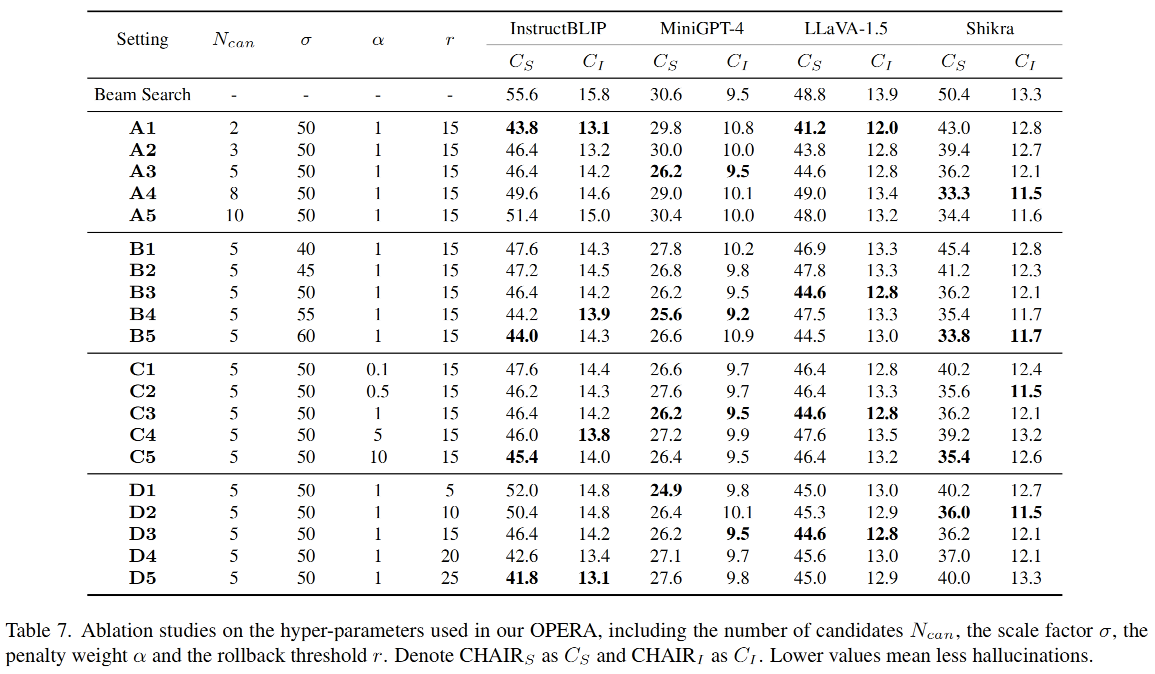 Setting N_can σ α r InstructBLIP MiniGPT-4 LLaVA-1.5 Shikra
C_S C_I C_S C_I C_S C_I C_S C_I
Beam Search - - - - 55.6 15.8 30.6 9.5 48.8 13.9 50.4 13.3
A1 2 50 1 15 43.8 13.1 29.8 10.8 41.2 12.0 43.0 12.8
A2 3 50 1 15 46.4 13.2 30.0 10.0 43.8 12.8 39.4 12.7
A3 5 50 1 15 46.4 14.2 26.2 9.5 44.6 12.8 36.2 12.1
A4 8 50 1 15 49.6 14.6 29.0 10.1 49.0 13.4 33.3 11.5
A5 10 50 1 15 51.4 15.0 30.4 10.0 48.0 13.2 34.4 11.6
B1 5 40 1 15 47.6 14.3 27.8 10.2 46.9 13.3 45.4 12.8
B2 5 45 1 15 47.2 14.5 26.8 9.8 47.8 13.3 41.2 12.3
B3 5 50 1 15 46.4 14.2 26.2 9.5 44.6 12.8 36.2 12.1
B4 5 55 1 15 44.2 13.9 25.6 9.2 47.5 13.3 35.4 11.7
B5 5 60 1 15 44.0 14.3 26.6 10.9 44.5 13.0 33.8 11.7
C1 5 50 0.1 15 47.6 14.4 26.6 9.7 46.4 12.8 40.2 12.4
C2 5 50 0.5 15 46.2 14.3 27.6 9.7 46.4 13.3 35.6 11.5
C3 5 50 1 15 46.4 14.2 26.2 9.5 44.6 12.8 36.2 12.1
C4 5 50 5 15 46.0 13.8 27.2 9.9 47.6 13.5 39.2 13.2
C5 5 50 10 15 45.4 14.0 26.4 9.5 46.4 13.2 35.4 12.6
D1 5 50 1 5 52.0 14.8 24.9 9.8 45.0 13.0 40.2 12.7
D2 5 50 1 10 50.4 14.8 26.4 10.1 45.3 12.9 36.0 11.5
D3 5 50 1 15 46.4 14.2 26.2 9.5 44.6 12.8 36.2 12.1
D4 5 50 1 20 42.6 13.4 27.1 9.7 45.6 13.0 37.0 12.1
D5 5 50 1 25 41.8 13.1 27.6 9.8 45.0 12.9 40.0 13.3
Table 7. Ablation studies on the hyper-parameters used in our OPERA, including the number of candidates N_can, the scale factor σ, the
penalty weight α and the rollback threshold r. Denote CHAIR_S as C_S and CHAIR_I as C_I. Lower values mean less hallucinations.